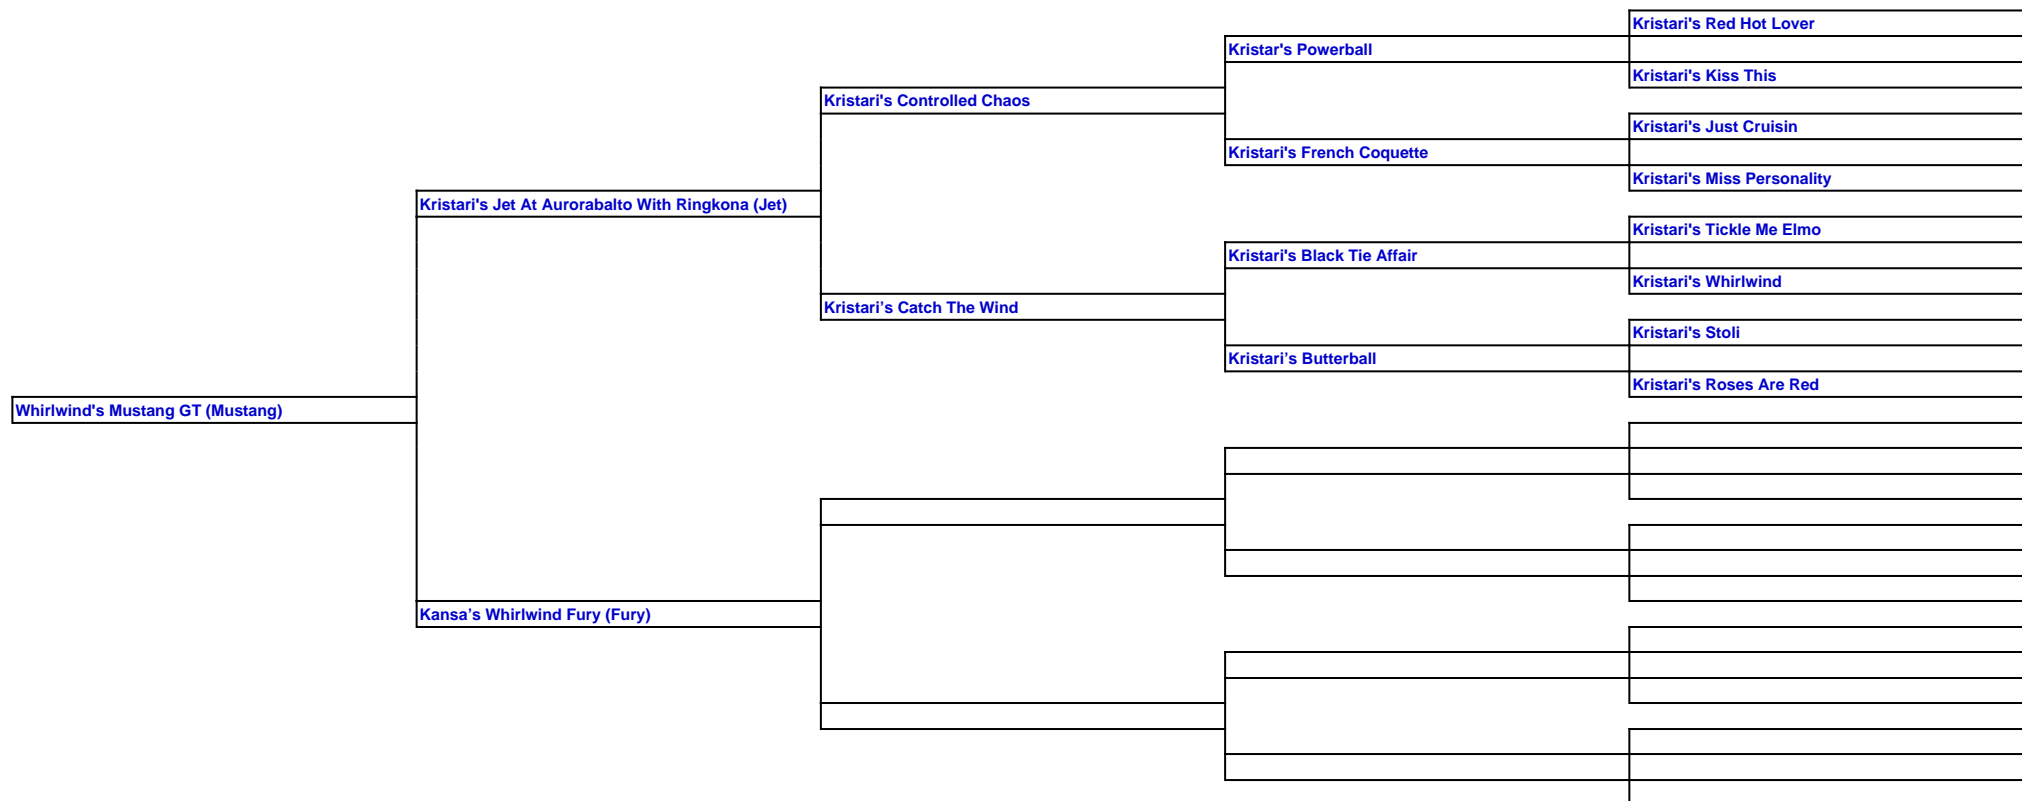 Kristari's Red Hot Lover
Kristar's Powerball
Kristari's Kiss This
Kristari's Controlled Chaos
Kristari's Just Cruisin
Kristari's French Coquette
Kristari's Miss Personality
Kristari's Jet At Aurorabalto With Ringkona (Jet)
Kristari's Tickle Me Elmo
Kristari's Black Tie Affair
Kristari's Whirlwind
Kristari’s Catch The Wind
Kristari's Stoli
Kristari’s Butterball
Kristari's Roses Are Red
Whirlwind's Mustang GT (Mustang)
Kansa’s Whirlwind Fury (Fury)